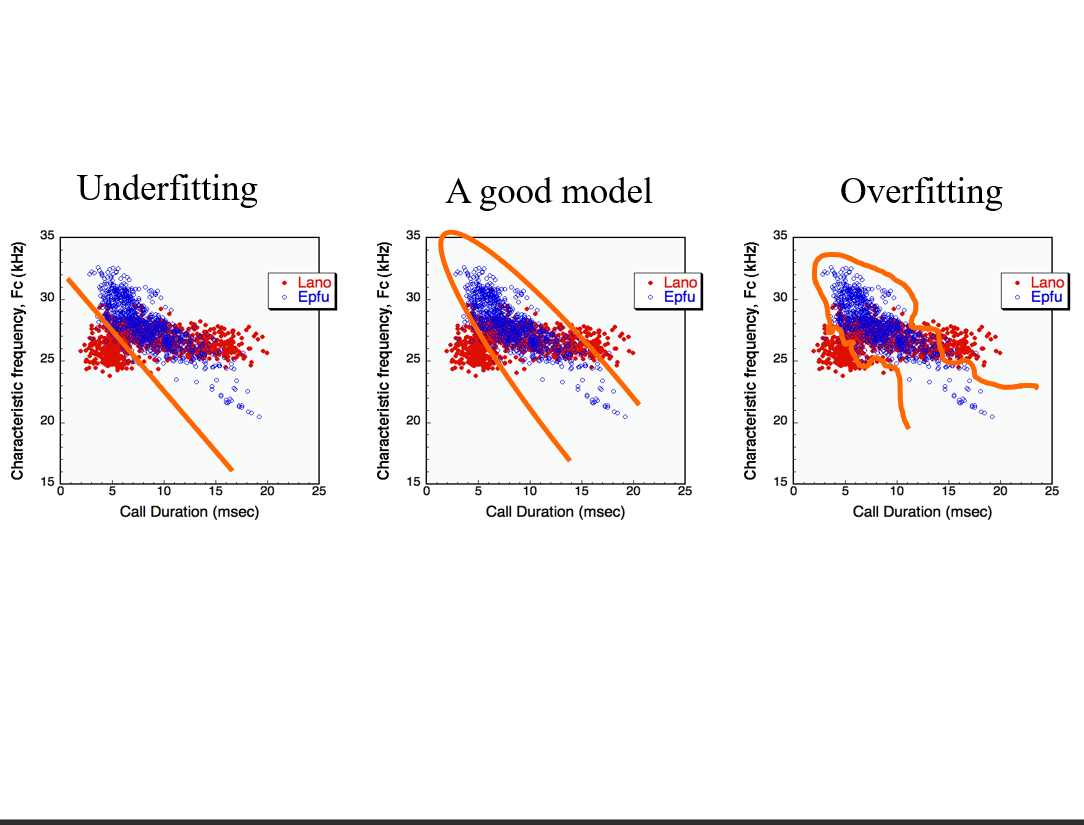 Underfitting
A good model
Overfitting
Characteristic frequency, Fc (kHz)
35
30
25
20
15
0 5 10 15 20 25
Call Duration (msec)
Lano
Epfu
Characteristic frequency, Fc (kHz)
35
30
25
20
15
0 5 10 15 20 25
Call Duration (msec)
Lano
Epfu
Characteristic frequency, Fc (kHz)
35
30
25
20
15
0 5 10 15 20 25
Call Duration (msec)
Lano
Epfu